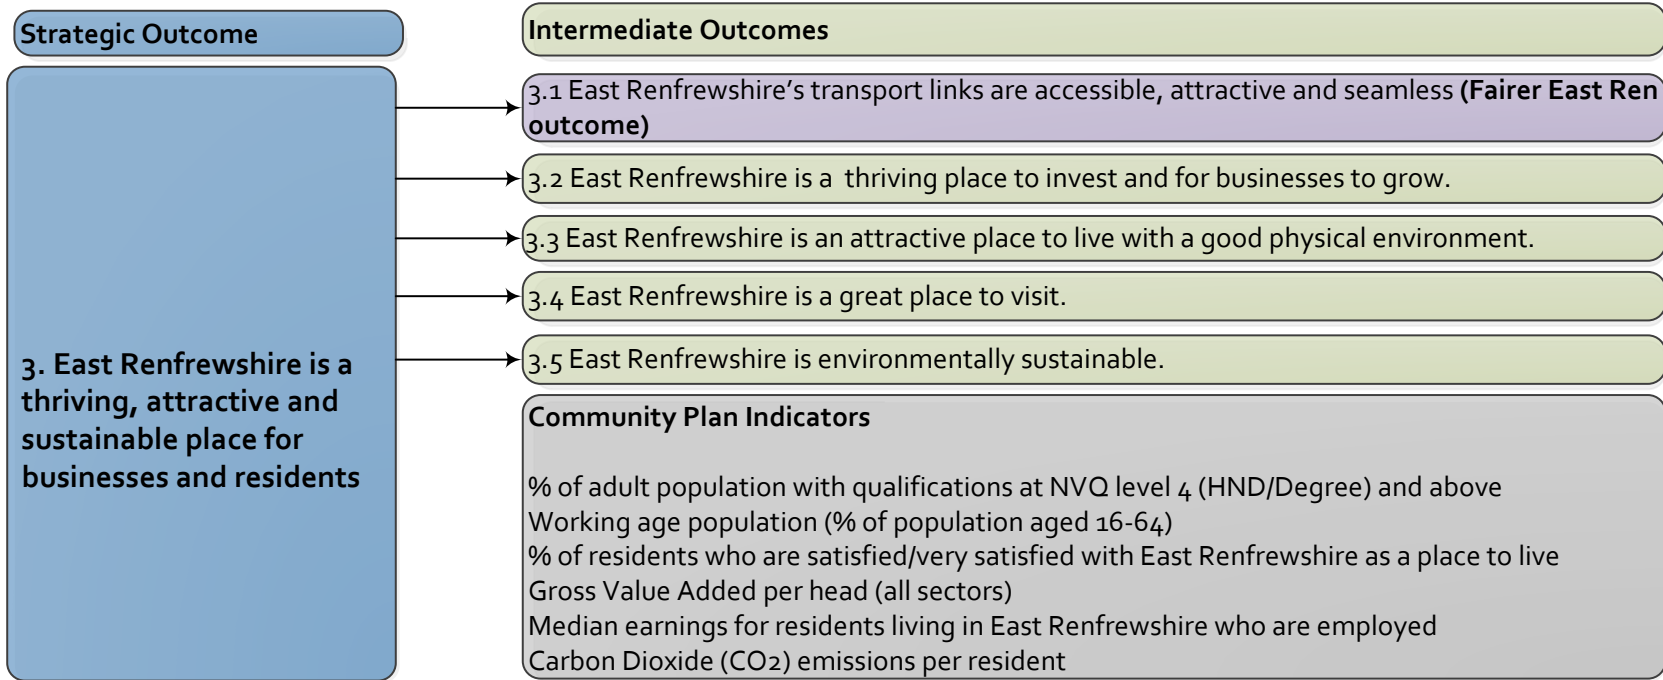 Strategic Outcome
3. East Renfrewshire is a
thriving, attractive and
sustainable place for
businesses and residents
Intermediate Outcomes
3.1 East Renfrewshire’s transport links are accessible, attractive and seamless (Fairer East Ren
outcome)
3.2 East Renfrewshire is a  thriving place to invest and for businesses to grow.
3.3 East Renfrewshire is an attractive place to live with a good physical environment.
3.4 East Renfrewshire is a great place to visit.
3.5 East Renfrewshire is environmentally sustainable.
Community Plan Indicators
% of adult population with qualifications at NVQ level 4 (HND/Degree) and above
Working age population (% of population aged 16-64)
% of residents who are satisfied/very satisfied with East Renfrewshire as a place to live
Gross Value Added per head (all sectors)
Median earnings for residents living in East Renfrewshire who are employed
Carbon Dioxide (CO2) emissions per resident